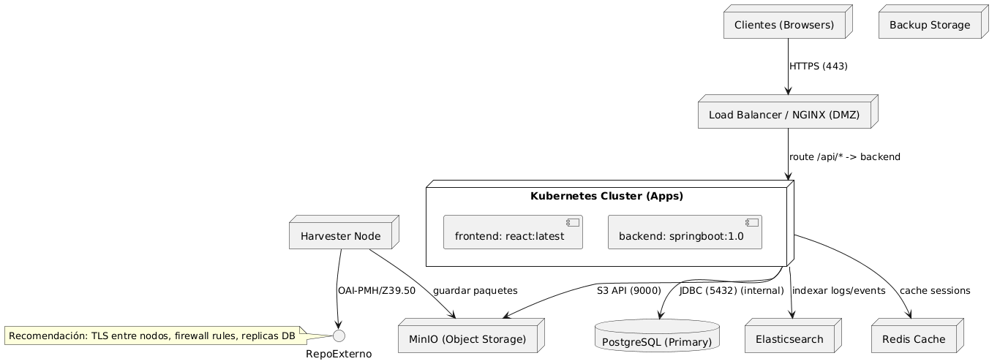 Clientes (Browsers)
Backup Storage
HTTPS (443)
Load Balancer / NGINX (DMZ)
route /api/* -> backend
Kubernetes Cluster (Apps)
Harvester Node
frontend: react:latest
backend: springboot:1.0
OAI-PMH/Z39.50
guardar paquetes
S3 API (9000)
JDBC (5432) (internal)
indexar logs/events
cache sessions
Recomendación: TLS entre nodos, firewall rules, replicas DB
RepoExterno
MinIO (Object Storage)
PostgreSQL (Primary)
Elasticsearch
Redis Cache